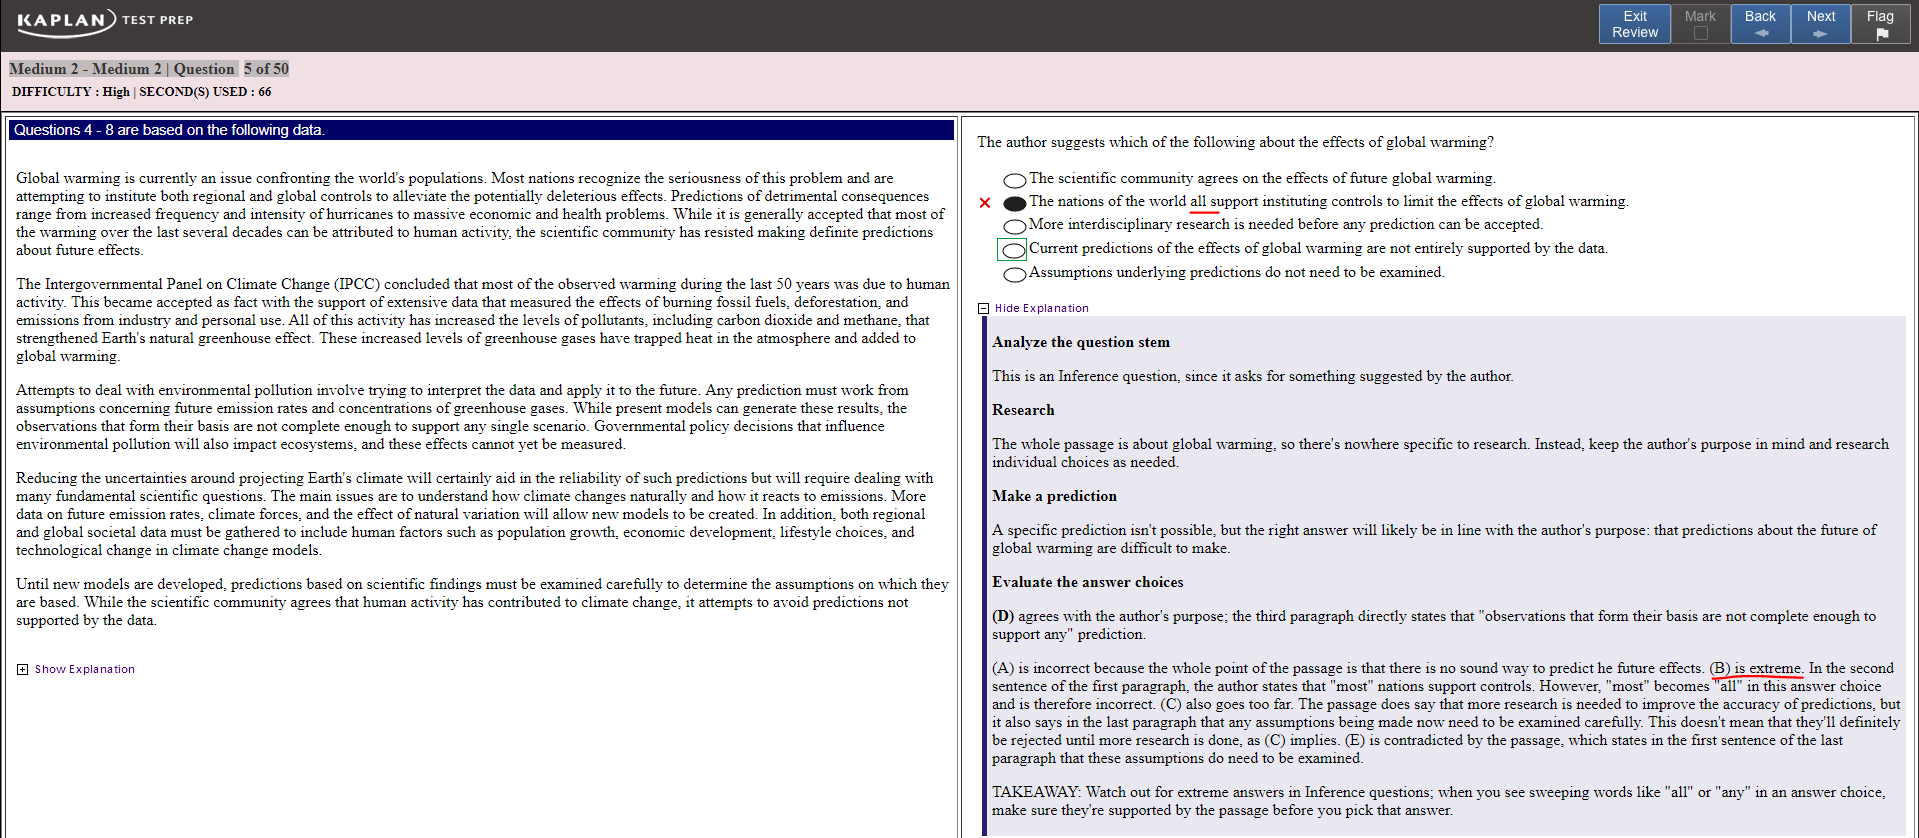 KAPLAN TEST PREP
Exit Review
Mark
Back
Next
Flag
Medium 2 - Medium 2 | Question 5 of 50
DIFFICULTY : High | SECOND(S) USED : 66
Questions 4 - 8 are based on the following data.
Global warming is currently an issue confronting the world's populations. Most nations recognize the seriousness of this problem and are
attempting to institute both regional and global controls to alleviate the potentially deleterious effects. Predictions of detrimental consequences
range from increased frequency and intensity of hurricanes to massive economic and health problems. While it is generally accepted that most of
the warming over the last several decades can be attributed to human activity, the scientific community has resisted making definite predictions
about future effects.
The Intergovernmental Panel on Climate Change (IPCC) concluded that most of the observed warming during the last 50 years was due to human
activity. This became accepted as fact with the support of extensive data that measured the effects of burning fossil fuels, deforestation, and
emissions from industry and personal use. All of this activity has increased the levels of pollutants, including carbon dioxide and methane, that
strengthened Earth's natural greenhouse effect. These increased levels of greenhouse gases have trapped heat in the atmosphere and added to
global warming.
Attempts to deal with environmental pollution involve trying to interpret the data and apply it to the future. Any prediction must work from
assumptions concerning future emission rates and concentrations of greenhouse gases. While present models can generate these results, the
observations that form their basis are not complete enough to support any single scenario. Governmental policy decisions that influence
environmental pollution will also impact ecosystems, and these effects cannot yet be measured.
Reducing the uncertainties around projecting Earth's climate will certainly aid in the reliability of such predictions but will require dealing with
many fundamental scientific questions. The main issues are to understand how climate changes naturally and how it reacts to emissions. More
data on future emission rates, climate forces, and the effect of natural variation will allow new models to be created. In addition, both regional
and global societal data must be gathered to include human factors such as population growth, economic development, lifestyle choices, and
technological change in climate change models.
Until new models are developed, predictions based on scientific findings must be examined carefully to determine the assumptions on which they
are based. While the scientific community agrees that human activity has contributed to climate change, it attempts to avoid predictions not
supported by the data.
Show Explanation
The author suggests which of the following about the effects of global warming?
The scientific community agrees on the effects of future global warming.
The nations of the world all support instituting controls to limit the effects of global warming.
More interdisciplinary research is needed before any prediction can be accepted.
Current predictions of the effects of global warming are not entirely supported by the data.
Assumptions underlying predictions do not need to be examined.
Hide Explanation
Analyze the question stem
This is an Inference question, since it asks for something suggested by the author.
Research
The whole passage is about global warming, so there's nowhere specific to research. Instead, keep the author's purpose in mind and research
individual choices as needed.
Make a prediction
A specific prediction isn't possible, but the right answer will likely be in line with the author's purpose: that predictions about the future of
global warming are difficult to make.
Evaluate the answer choices
(D) agrees with the author's purpose; the third paragraph directly states that "observations that form their basis are not complete enough to
support any" prediction.
(A) is incorrect because the whole point of the passage is that there is no sound way to predict he future effects. (B) is extreme. In the second
sentence of the first paragraph, the author states that "most" nations support controls. However, "most" becomes "all" in this answer choice
and is therefore incorrect. (C) also goes too far. The passage does say that more research is needed to improve the accuracy of predictions, but
it also says in the last paragraph that any assumptions being made now need to be examined carefully. This doesn't mean that they'll definitely
be rejected until more research is done, as (C) implies. (E) is contradicted by the passage, which states in the first sentence of the last
paragraph that these assumptions do need to be examined.
TAKEAWAY: Watch out for extreme answers in Inference questions; when you see sweeping words like "all" or "any" in an answer choice,
make sure they're supported by the passage before you pick that answer.